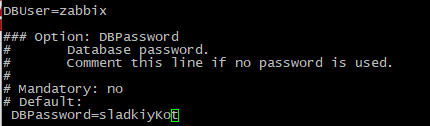 DBUser=zabbix
### Option: DBPassword
#       Database password.
#       Comment this line if no password is used.
#
# Mandatory: no
# Default:
 DBPassword=sladkiyKot